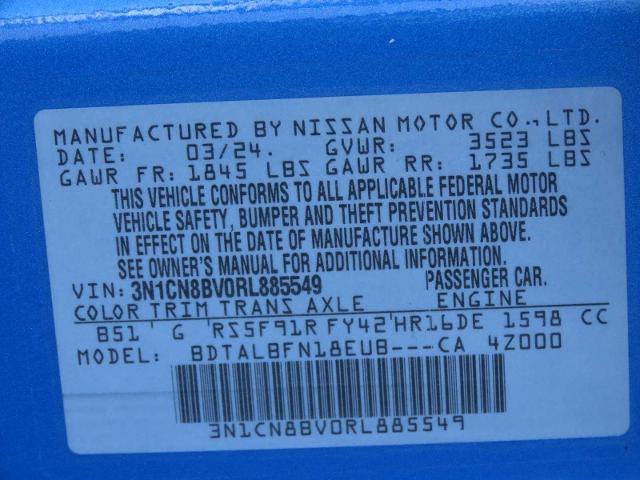 MANUFACTURED BY NISSAN MOTOR CO.,LTD.
DATE: 03/24. GVWR: 3523 LBS
GAWR FR: 1845 LBS GAWR RR: 1735 LBS
THIS VEHICLE CONFORMS TO ALL APPLICABLE FEDERAL MOTOR
VEHICLE SAFETY, BUMPER AND THEFT PREVENTION STANDARDS
IN EFFECT ON THE DATE OF MANUFACTURE SHOWN ABOVE.
SEE OWNER'S MANUAL FOR ADDITIONAL INFORMATION.
VIN: 3N1CN8BV0RL885549 PASSENGER CAR.
COLOR TRIM TRANS AXLE ENGINE
B51 G RS5F91R FY42 HR16DE 1598 CC
MODEL: BDTALBFN18EUB---CA 4Z000
3N1CN8BV0RL885549